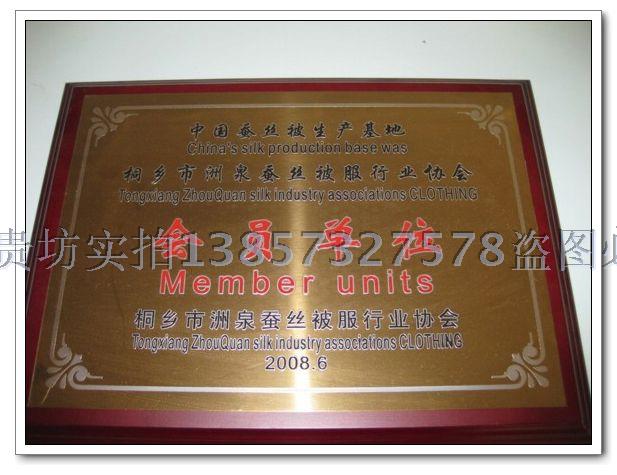 中国蚕丝被生产基地
China's silk production base was
桐乡市洲泉蚕丝被服行业协会
Tongxiang ZhouQuan silk industry associations CLOTHING
会员单位
贵坊实拍13857327578盗图必
Member units
桐乡市洲泉蚕丝被服行业协会
Tongxiang ZhouQuan silk industry associations CLOTHING
2008.6